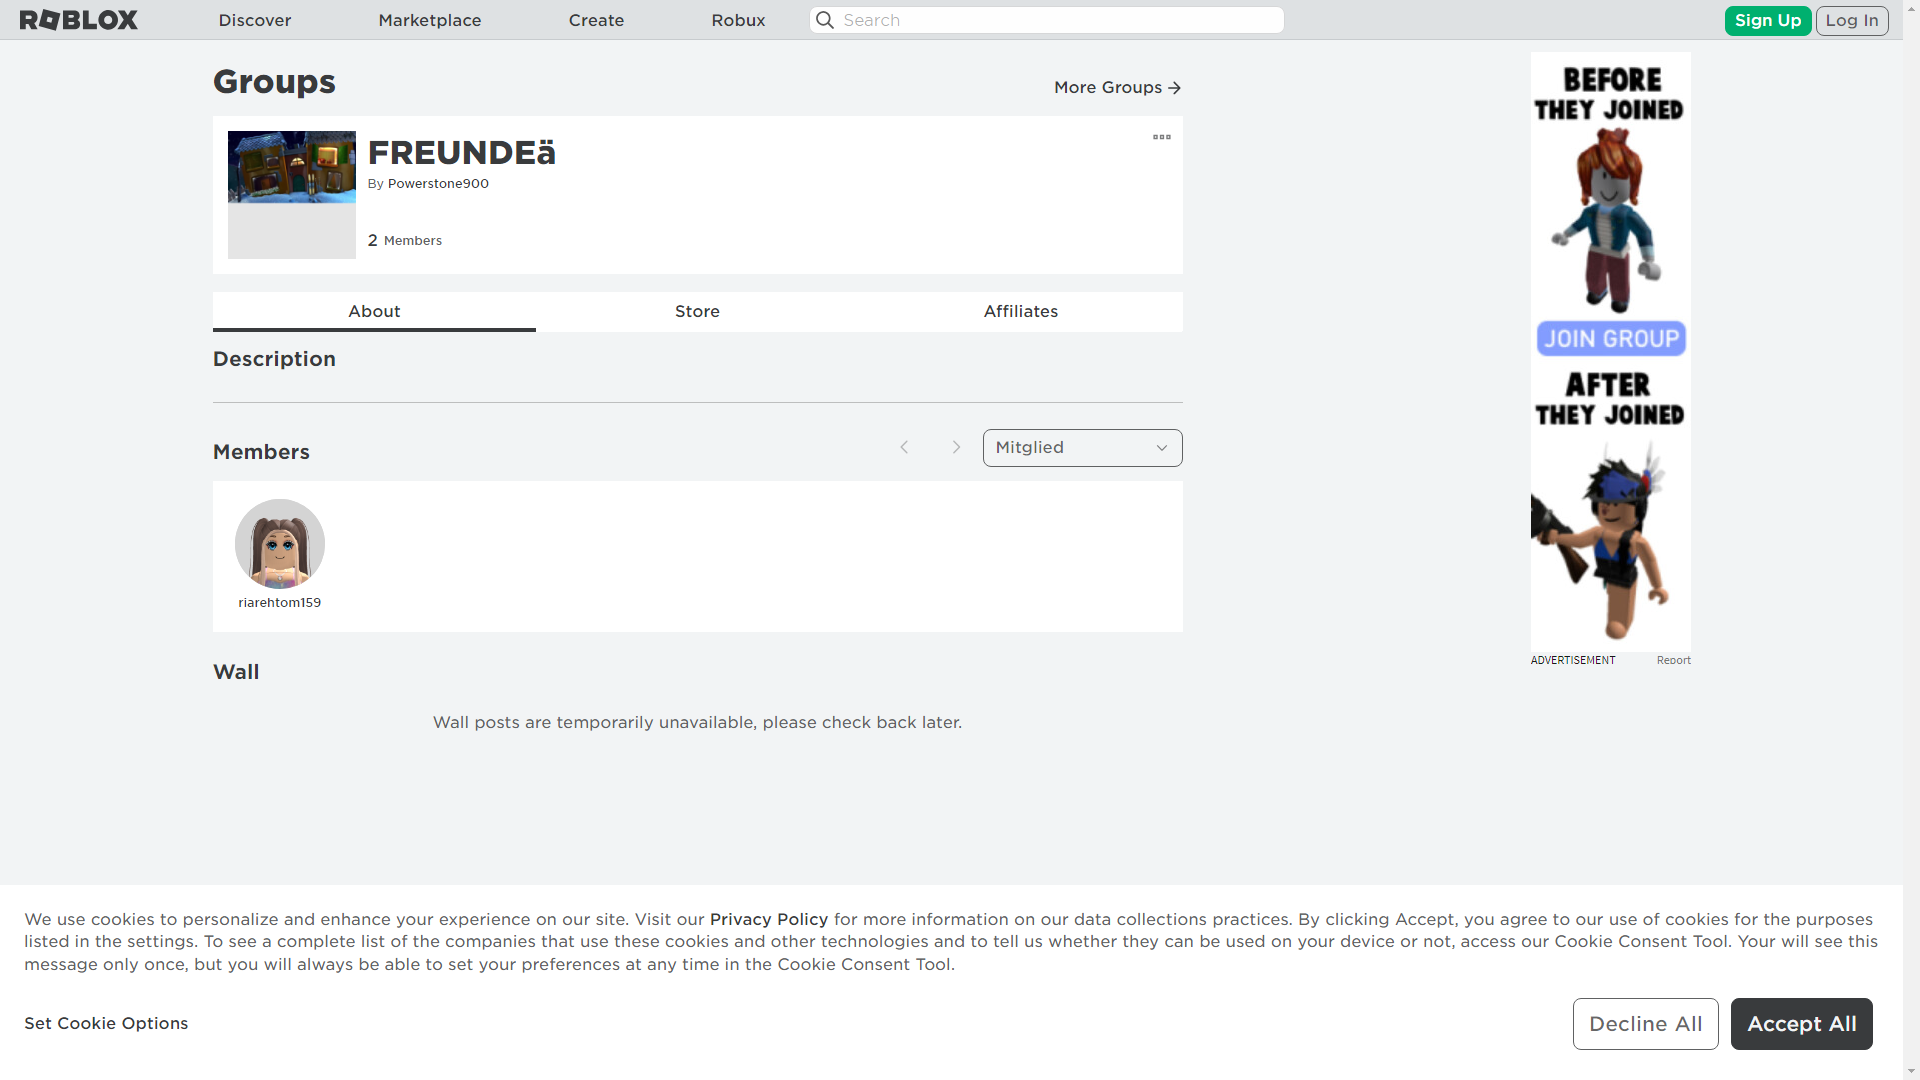 ROBLOX
Discover
Marketplace
Create
Robux
Search
Sign Up
Log In
Groups
More Groups
FREUNDEä
By Powerstone900
2 Members
About
Store
Affiliates
Description
Members
Mitglied
riarehtom159
Wall
Wall posts are temporarily unavailable, please check back later.
BEFORE
THEY JOINED
JOIN GROUP
AFTER
THEY JOINED
ADVERTISEMENT
Report
We use cookies to personalize and enhance your experience on our site. Visit our Privacy Policy for more information on our data collections practices. By clicking Accept, you agree to our use of cookies for the purposes
listed in the settings. To see a complete list of the companies that use these cookies and other technologies and to tell us whether they can be used on your device or not, access our Cookie Consent Tool. Your will see this
message only once, but you will always be able to set your preferences at any time in the Cookie Consent Tool.
Set Cookie Options
Decline All
Accept All